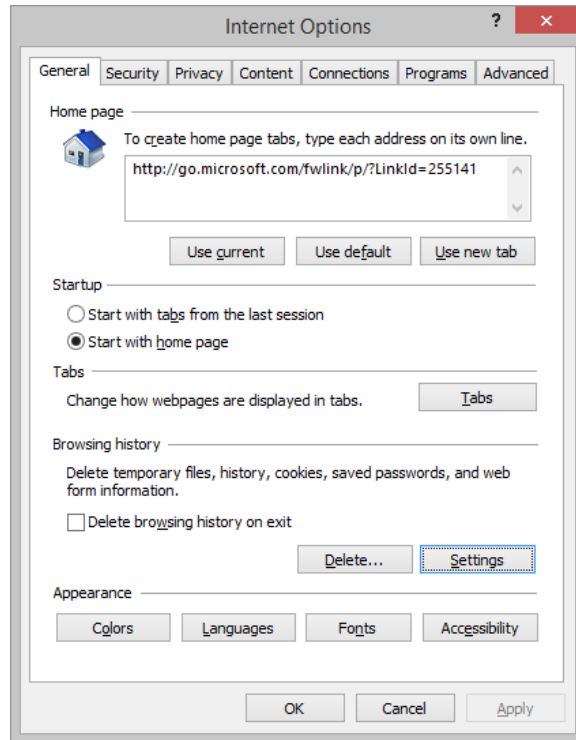 Internet Options
?
General Security Privacy Content Connections Programs Advanced
Home page
To create home page tabs, type each address on its own line.
http://go.microsoft.com/fwlink/p/?LinkId=255141
Use current Use default Use new tab
Startup
Start with tabs from the last session
Start with home page
Tabs
Change how webpages are displayed in tabs. Tabs
Browsing history
Delete temporary files, history, cookies, saved passwords, and web
form information.
Delete browsing history on exit
Delete... Settings
Appearance
Colors Languages Fonts Accessibility
OK Cancel Apply